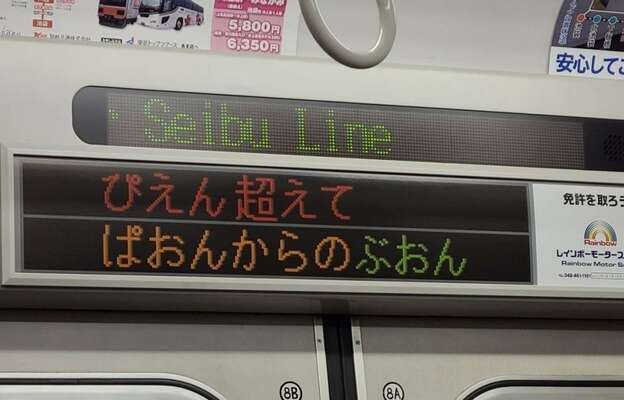 5,800円
6,350円
安心してご
Seibu Line
ぴえん超えて
ぱおんからのぶおん
免許を取ろう
Rainbow
レインボーモータース
Rainbow Motor S
8B
8A